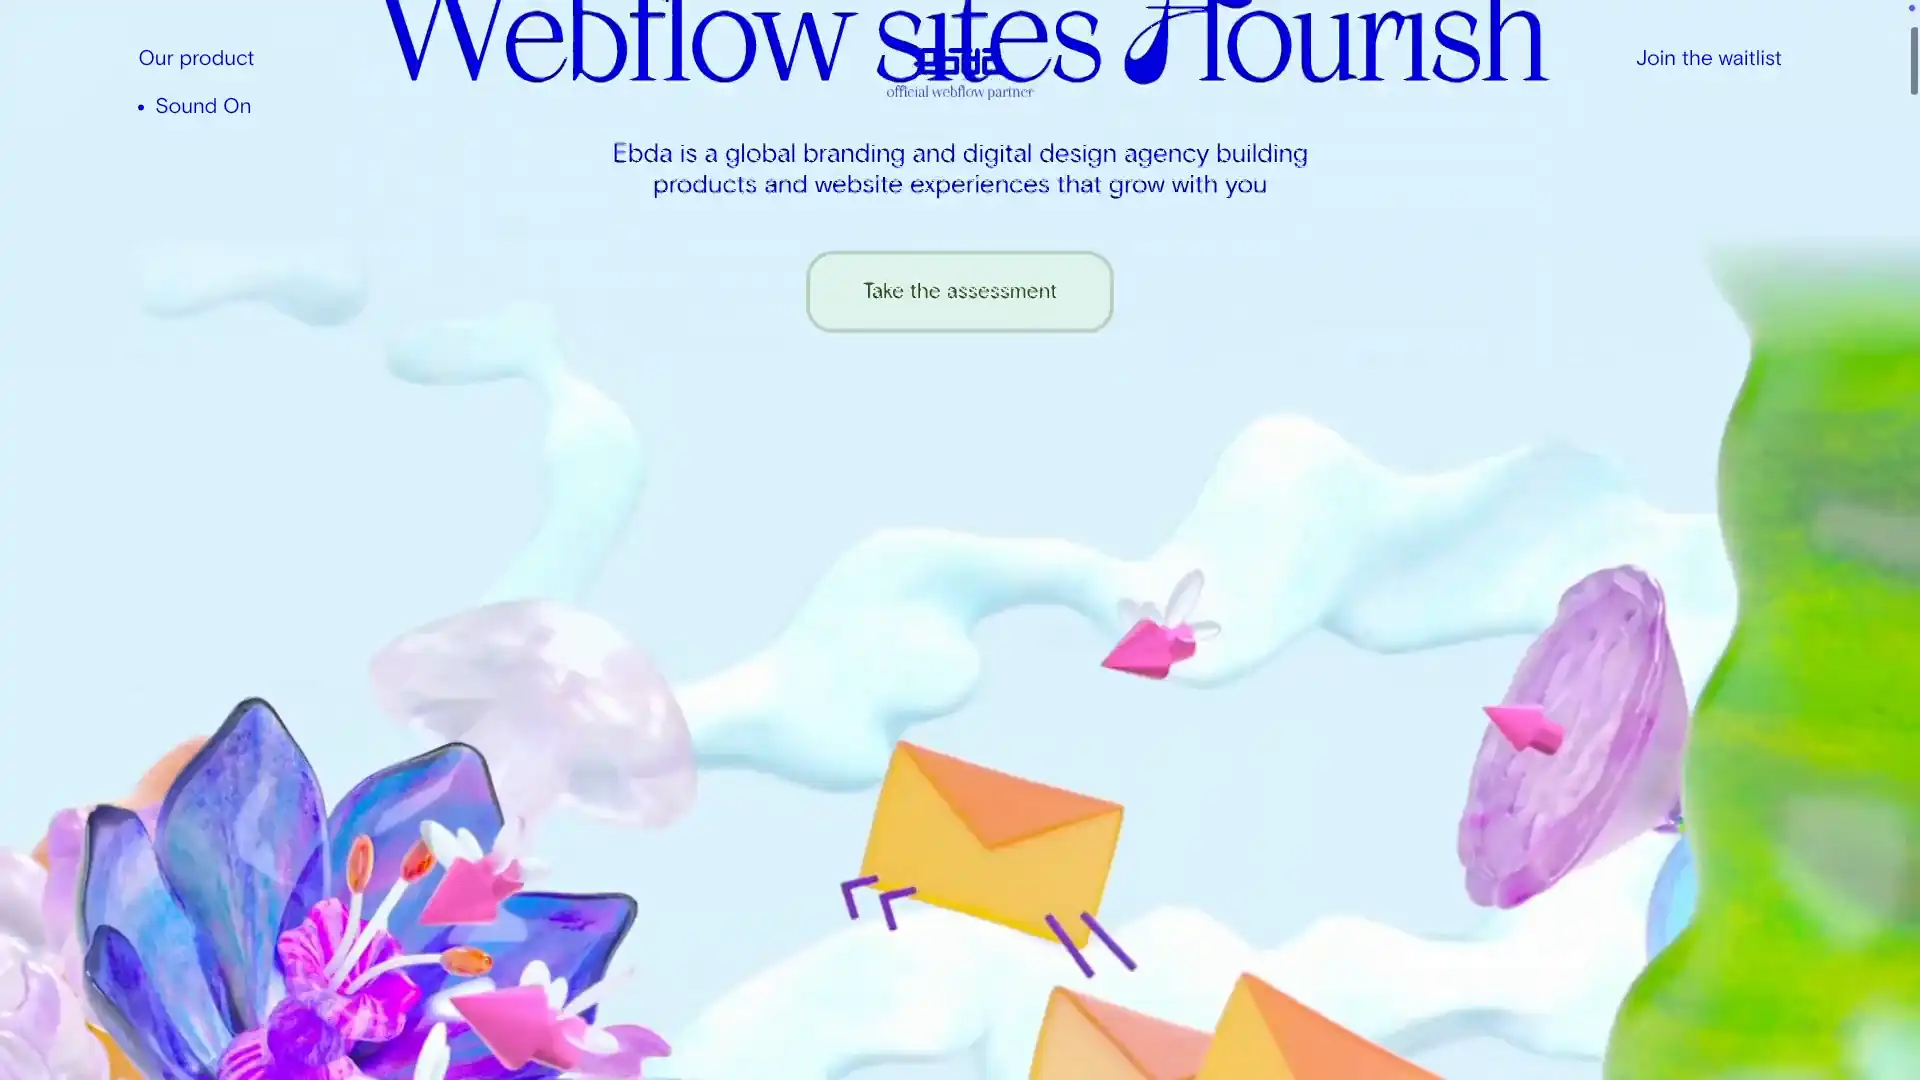 Webflow sites flourish
Our product
Join the waitlist
official webflow partner
Sound On
Ebda is a global branding and digital design agency building
products and website experiences that grow with you
Take the assessment